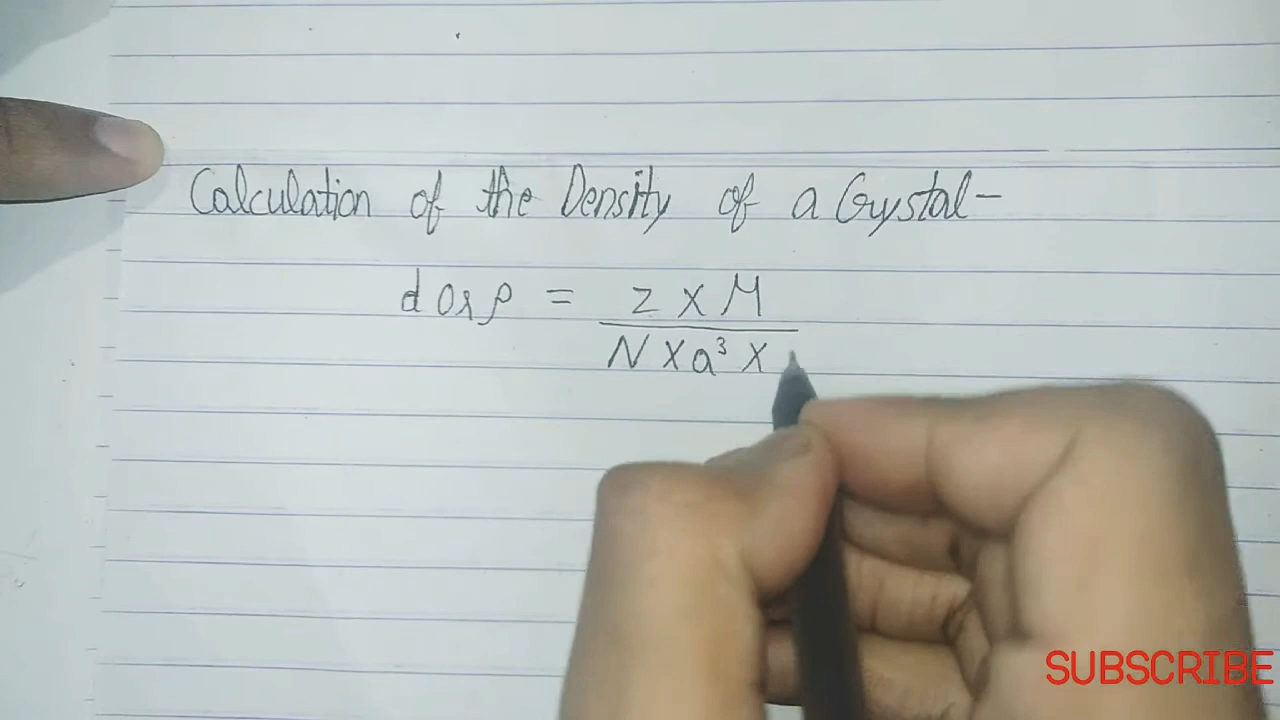 Calculation of the Density of a Crystal-
d or ρ = Z X M
N X a³ X
SUBSCRIBE